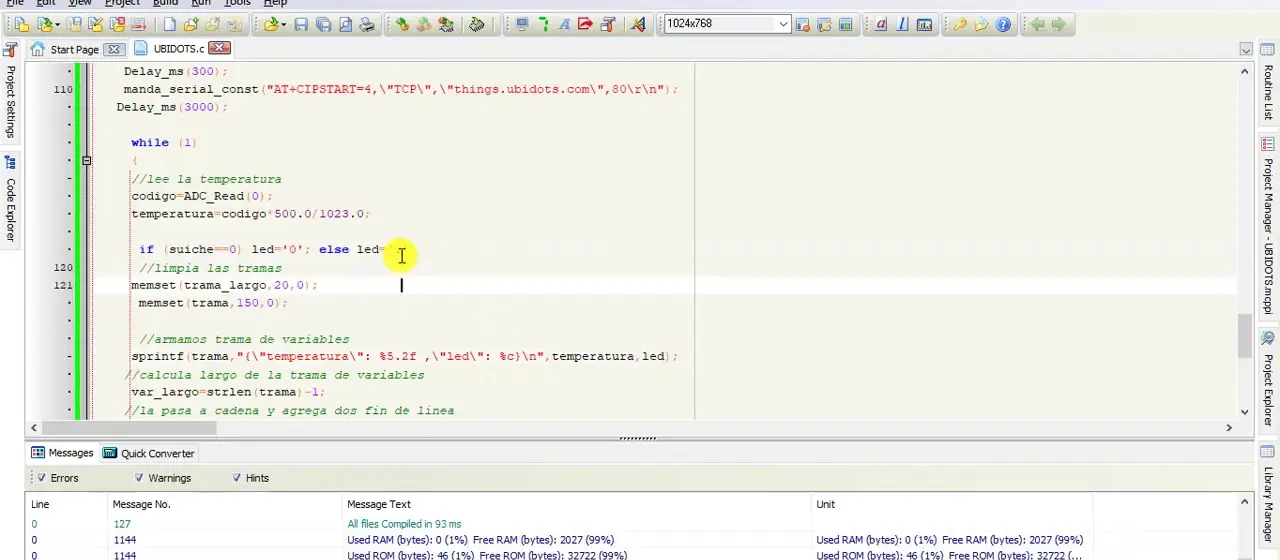 File Edit View Project Build Run Tools Help
1024x768
Start Page UBIDOTS.c
Delay_ms(300);
110 manda_serial_const("AT+CIPSTART=4,\"TCP\",\"things.ubidots.com\",80\r\n");
Delay_ms(3000);
while (1)
{
//lee la temperatura
codigo=ADC_Read(0);
temperatura=codigo*500.0/1023.0;
if (suiche==0) led='0'; else led='
120 //limpia las tramas
121 memset(trama_largo,20,0);
memset(trama,150,0);
//armamos trama de variables
sprintf(trama,"{\"temperatura\": %5.2f ,\"led\": %c}\n",temperatura,led);
//calcula largo de la trama de variables
var_largo=strlen(trama)-1;
//la pasa a cadena y agrega dos fin de linea
Project Settings
Code Explorer
Routine List
Project Manager - UBIDOTS.mcppi
Project Explorer
Library Manager
Messages Quick Converter
Errors Warnings Hints
Line Message No. Message Text Unit
0 127 All files Compiled in 93 ms
0 1144 Used RAM (bytes): 0 (1%) Free RAM (bytes): 2027 (99%) Used RAM (bytes): 0 (1%) Free RAM (bytes): 2027 (99%)
0 1144 Used ROM (bytes): 46 (1%) Free ROM (bytes): 32722 (99%) Used ROM (bytes): 46 (1%) Free ROM (bytes): 32722 (...